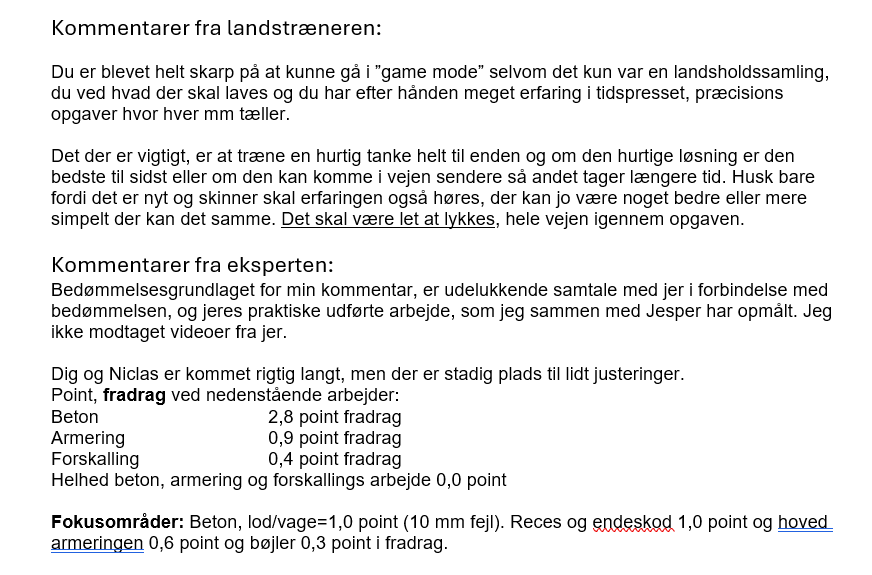 Kommentarer fra landstræneren:
Du er blevet helt skarp på at kunne gå i ”game mode” selvom det kun var en landsholdssamling,
du ved hvad der skal laves og du har efter hånden meget erfaring i tidspresset, præcisions
opgaver hvor hver mm tæller.
Det der er vigtigt, er at træne en hurtig tanke helt til enden og om den hurtige løsning er den
bedste til sidst eller om den kan komme i vejen sendere så andet tager længere tid. Husk bare
fordi det er nyt og skinner skal erfaringen også høres, der kan jo være noget bedre eller mere
simpelt der kan det samme. Det skal være let at lykkes, hele vejen igennem opgaven.
Kommentarer fra eksperten:
Bedømmelsesgrundlaget for min kommentar, er udelukkende samtale med jer i forbindelse med
bedømmelsen, og jeres praktiske udførte arbejde, som jeg sammen med Jesper har opmålt. Jeg
ikke modtaget videoer fra jer.
Dig og Niclas er kommet rigtig langt, men der er stadig plads til lidt justeringer.
Point, fradrag ved nedenstående arbejder:
Beton 2,8 point fradrag
Armering 0,9 point fradrag
Forskalling 0,4 point fradrag
Helhed beton, armering og forskallings arbejde 0,0 point
Fokusområder: Beton, lod/vage=1,0 point (10 mm fejl). Reces og endeskod 1,0 point og hoved
armeringen 0,6 point og bøjler 0,3 point i fradrag.